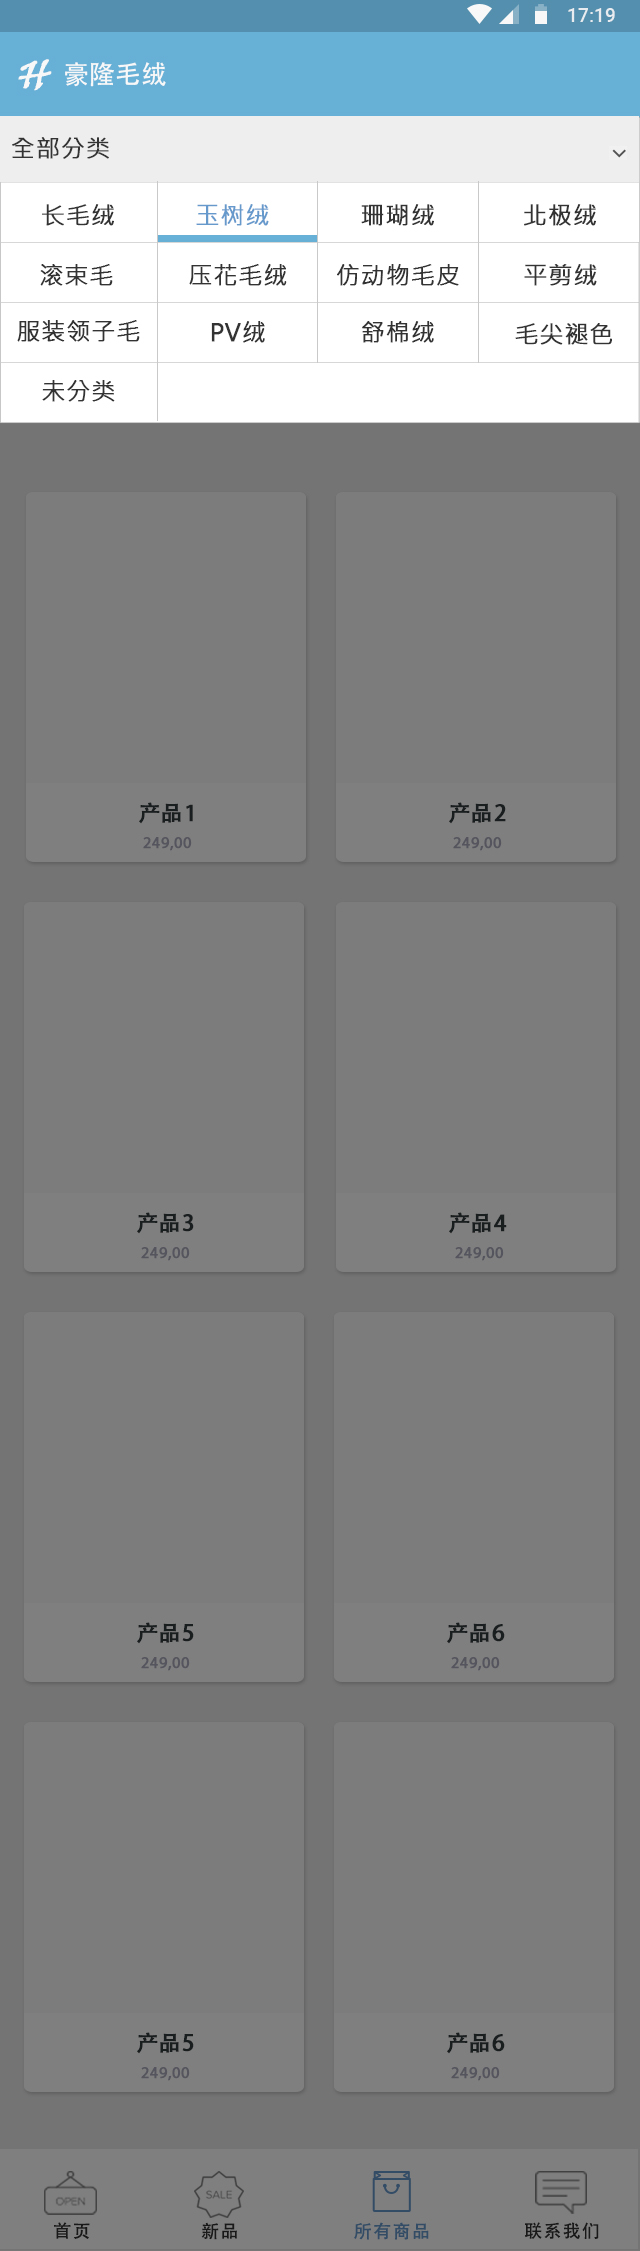 17:19
豪隆毛绒
全部分类
长毛绒 玉树绒 珊瑚绒 北极绒
滚束毛 压花毛绒 仿动物毛皮 平剪绒
服装领子毛 PV绒 舒棉绒 毛尖褪色
未分类
产品1 产品2
249,00 249,00
产品3 产品4
249,00 249,00
产品5 产品6
249,00 249,00
产品5 产品6
249,00 249,00
OPEN SALE
首页 新品 所有商品 联系我们